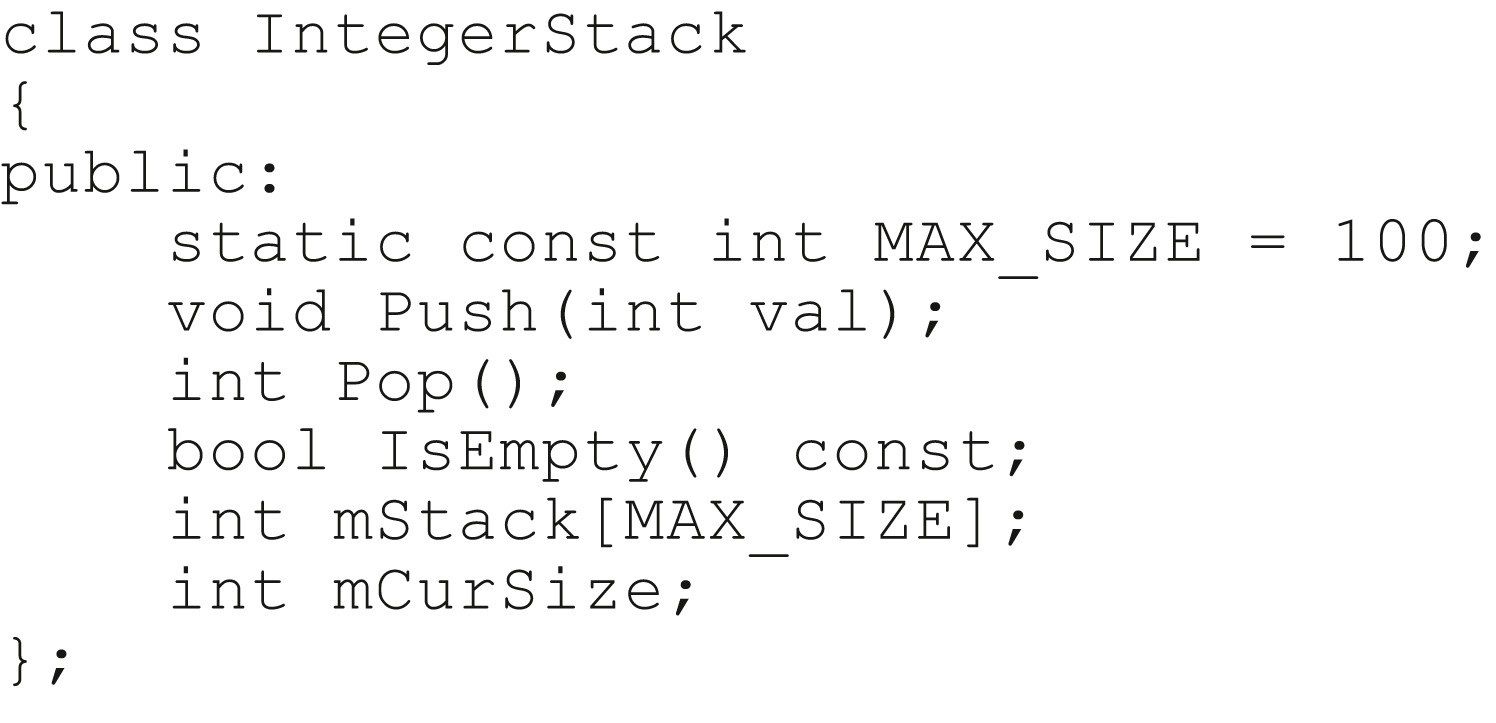 class IntegerStack
{
public:
    static const int MAX_SIZE = 100;
    void Push(int val);
    int Pop();
    bool IsEmpty() const;
    int mStack[MAX_SIZE];
    int mCurSize;
};